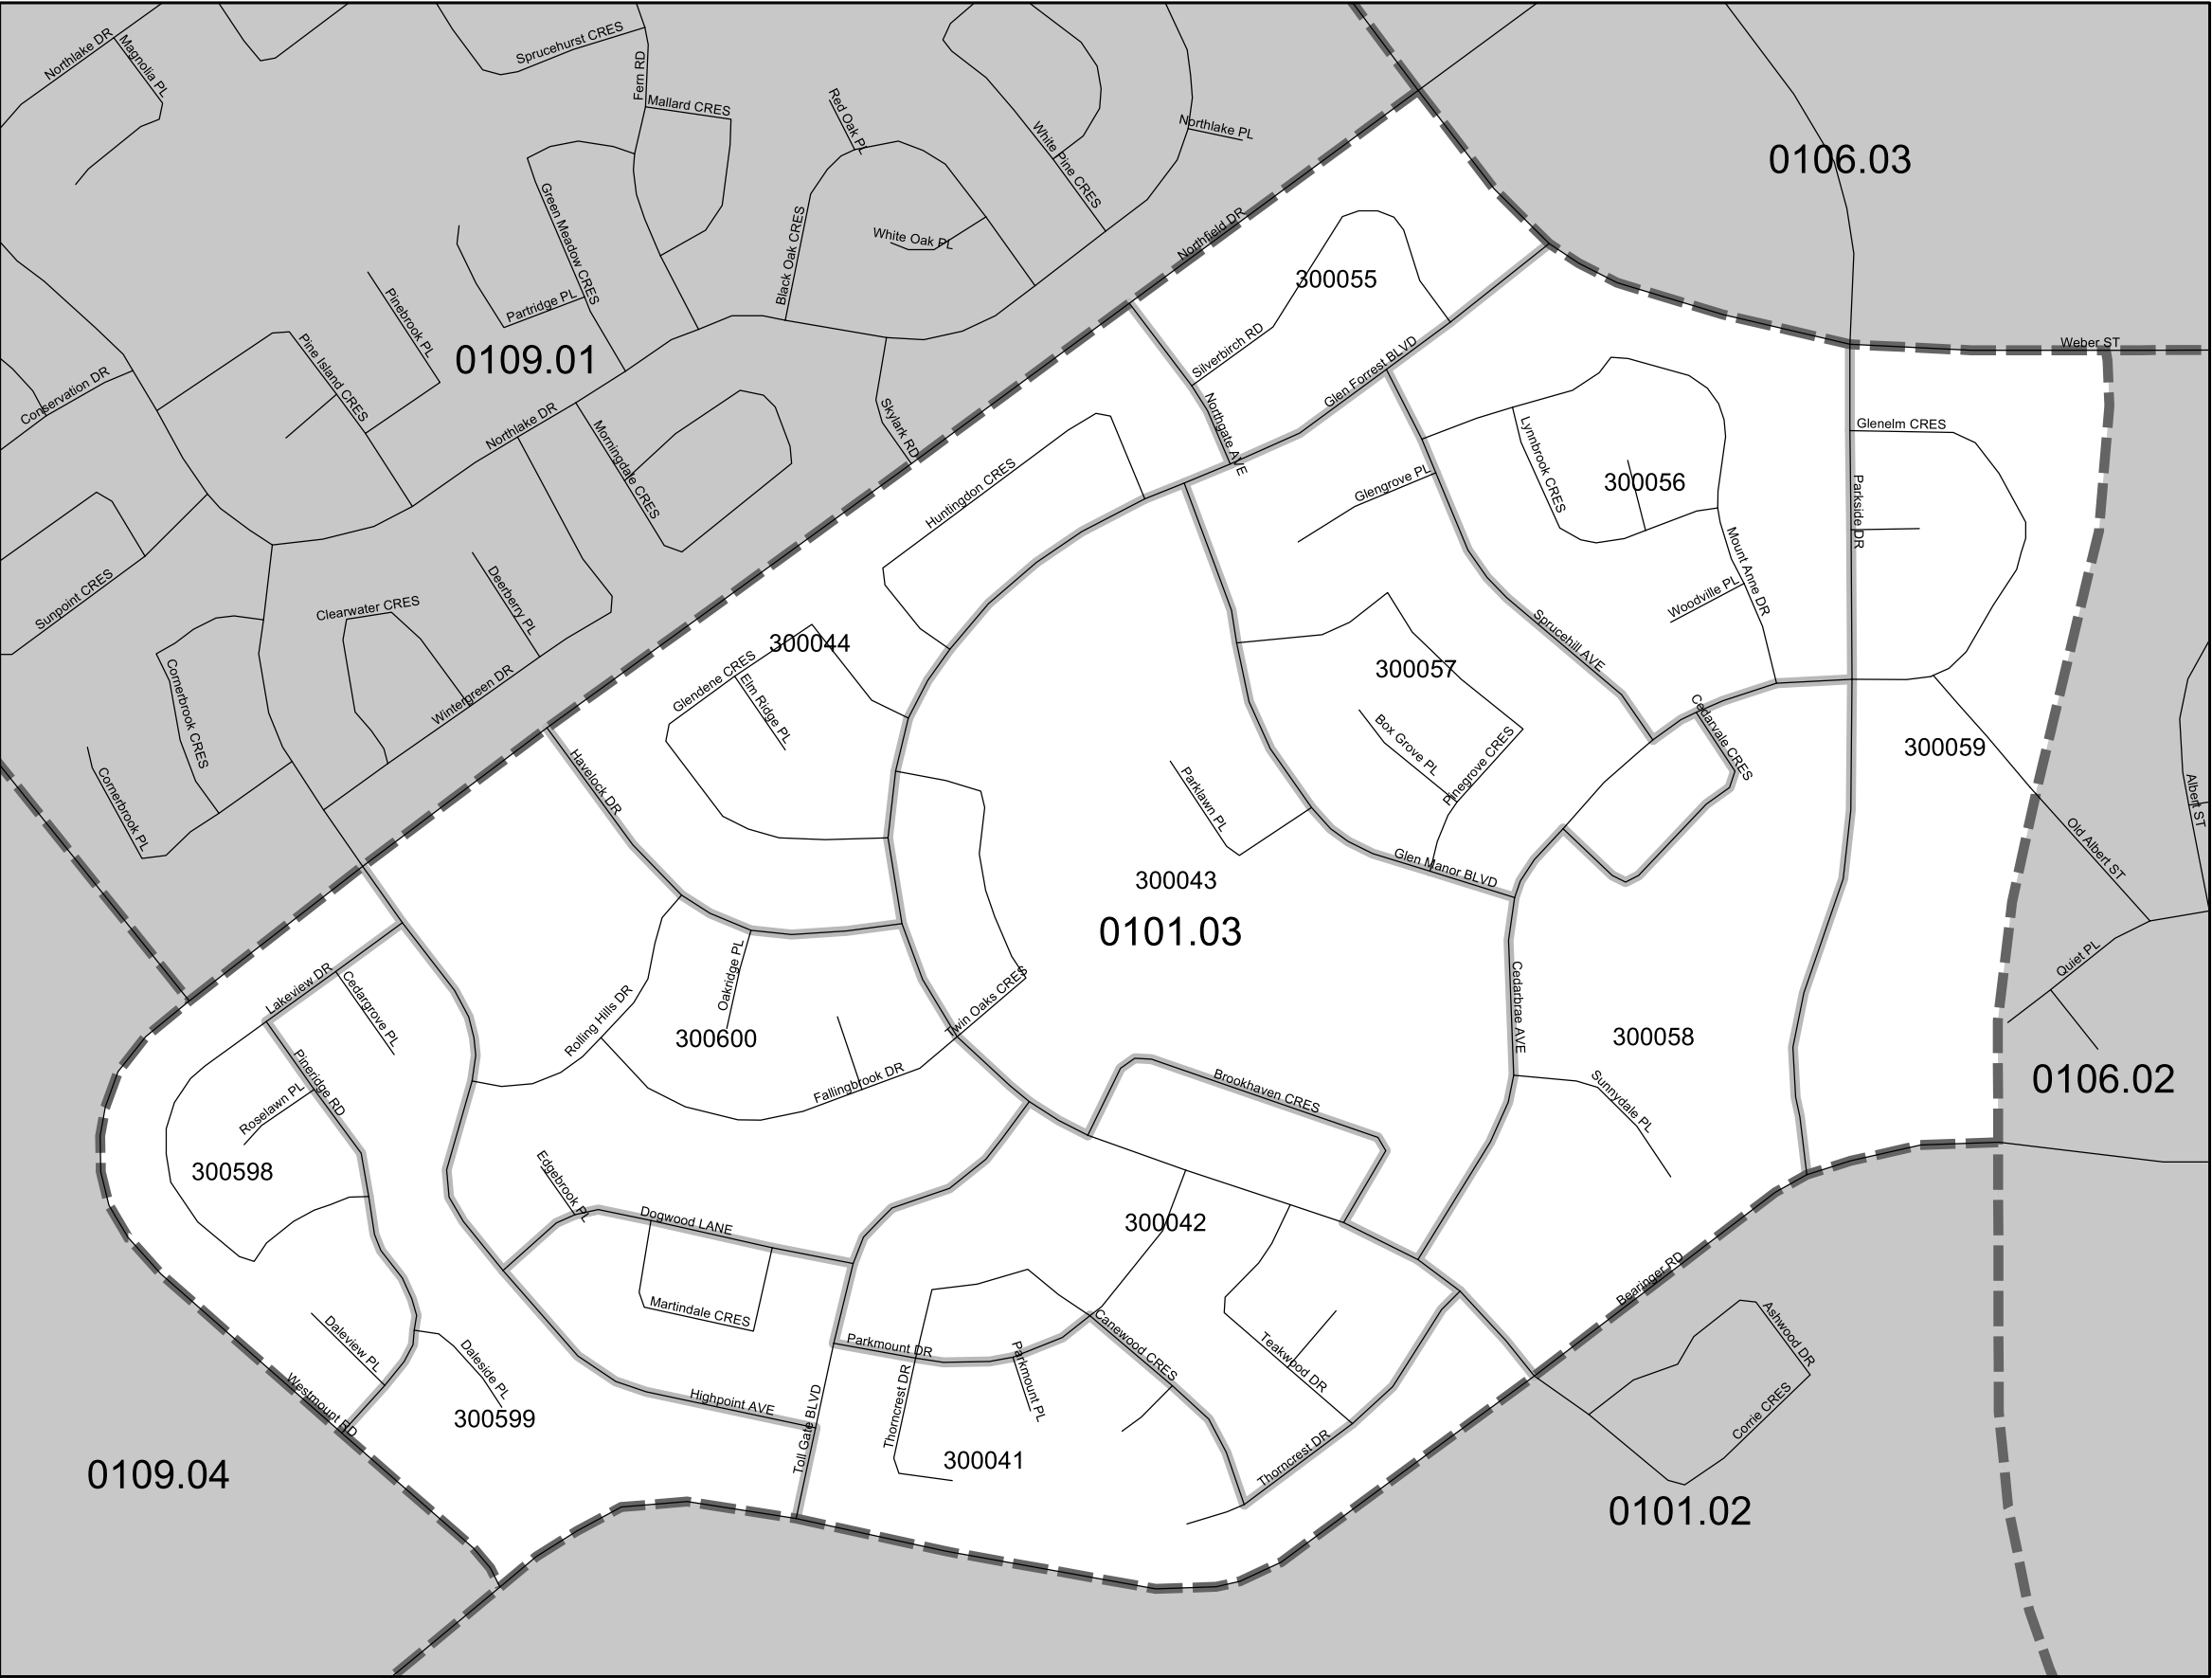 Northlake DR
Magnolia PL
Sprucehurst CRES
Fern RD
Mallard CRES
Red Oak PL
White Pine CRES
Northlake PL
0106.03
Green Meadow CRES
Black Oak CRES
White Oak PL
Northfield DR
Pinebrook PL
Partridge PL
300055
Pine Island CRES
0109.01
Silverbirch RD
Glen Forrest BLVD
Weber ST
Conservation DR
Northlake DR
Morningdale CRES
Skylark RD
Northgate AVE
Lynnbrook CRES
Glenelm CRES
Huntingdon CRES
Glengrove PL
300056
Parkside DR
Sunpoint CRES
Clearwater CRES
Deerberry PL
Mount Anne DR
Woodville PL
300044
Sprucehill AVE
Cornerbrook CRES
Wintergreen DR
Glendene CRES
Elm Ridge PL
300057
Cedarvale CRES
Cornerbrook PL
Havelock DR
Parklawn PL
Box Grove PL
Pinegrove CRES
300059
Albert ST
Old Albert ST
Glen Manor BLVD
300043
0101.03
Lakeview DR
Cedargrove PL
Rolling Hills DR
Oakridge PL
Twin Oaks CRES
Cedarbrae AVE
Quiet PL
300600
300058
Pineridge RD
Roselawn PL
Fallingbrook DR
Brookhaven CRES
Sunnydale PL
0106.02
300598
Edgebrook PL
Dogwood LANE
300042
Martindale CRES
Bearinger RD
Daleview PL
Daleside PL
Parkmount DR
Canewood CRES
Teakwood DR
Ashwood DR
Westmount RD
Highpoint AVE
Toll Gate BLVD
Thorncrest DR
Parkmount PL
Corrie CRES
300599
300041
Thorncrest DR
0109.04
0101.02